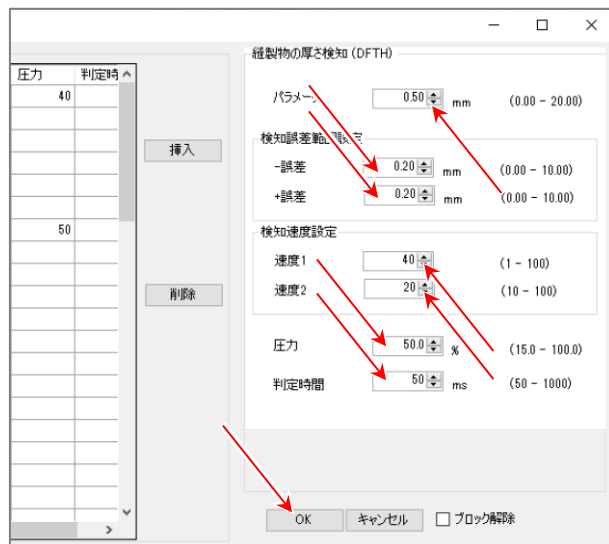 縫製物の厚さ検知 (DFTH)
圧力 判定時
40
50
挿入
削除
パラメータ 0.50 mm (0.00 - 20.00)
検知誤差範囲設定
-誤差 0.20 mm (0.00 - 10.00)
+誤差 0.20 mm (0.00 - 10.00)
検知速度設定
速度1 40 (1 - 100)
速度2 20 (10 - 100)
圧力 50.0 % (15.0 - 100.0)
判定時間 50 ms (50 - 1000)
OK キャンセル ブロック解除